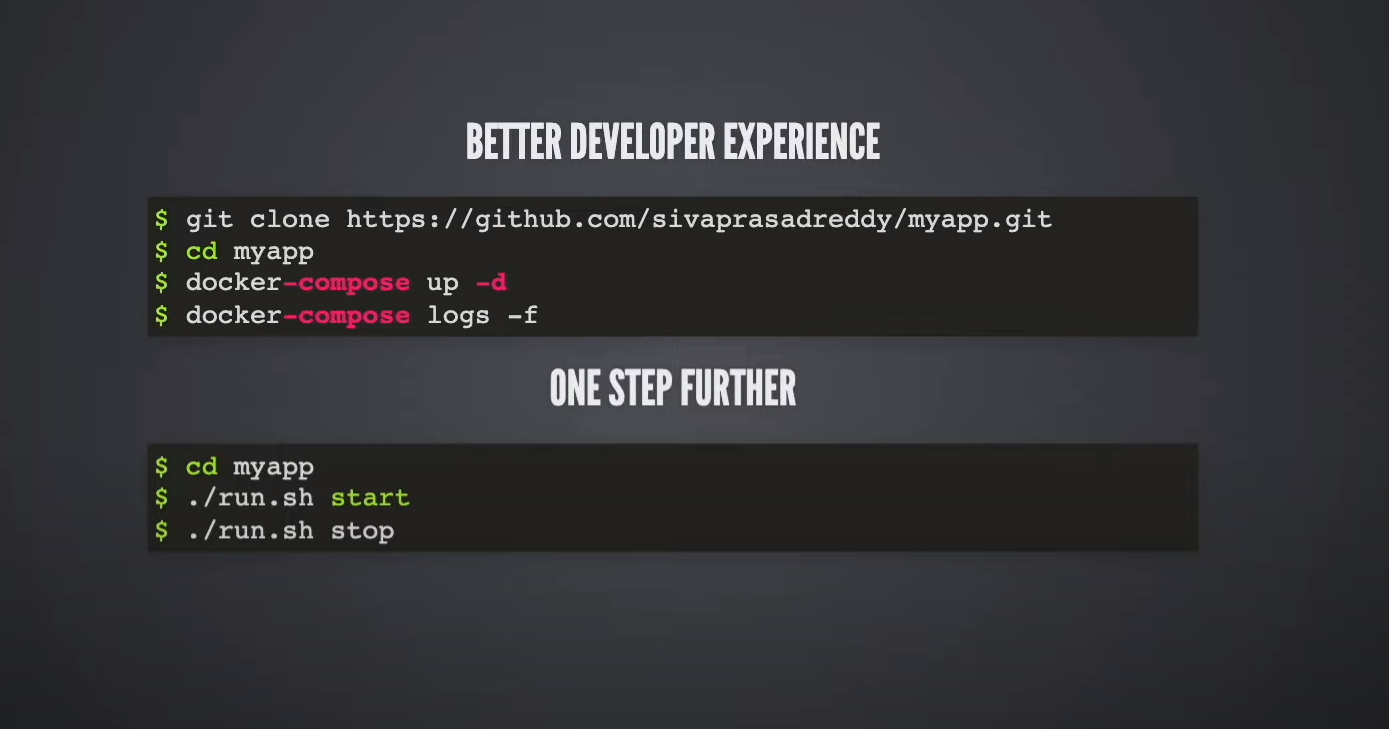 BETTER DEVELOPER EXPERIENCE
$ git clone https://github.com/sivaprasadreddy/myapp.git
$ cd myapp
$ docker-compose up -d
$ docker-compose logs -f
ONE STEP FURTHER
$ cd myapp
$ ./run.sh start
$ ./run.sh stop